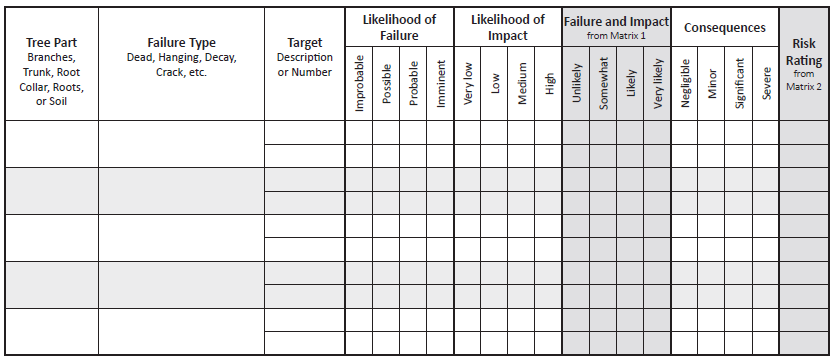 Tree Part
Branches,
Trunk, Root
Collar, Roots,
or Soil
Failure Type
Dead, Hanging, Decay,
Crack, etc.
Target
Description
or Number
Likelihood of
Failure
Improbable
Possible
Probable
Imminent
Likelihood of
Impact
Very low
Low
Medium
High
Failure and Impact
from Matrix 1
Unlikely
Somewhat
Likely
Very likely
Consequences
Negligible
Minor
Significant
Severe
Risk
Rating
from
Matrix 2